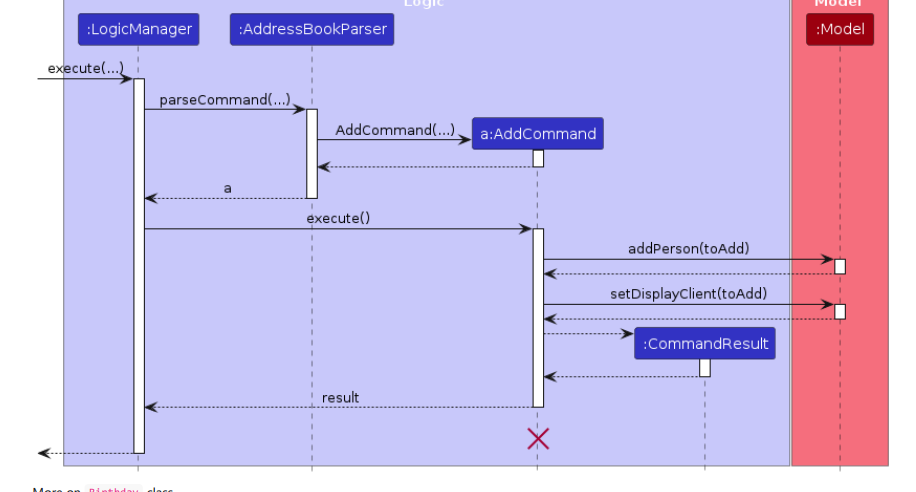 Logic
Model
:LogicManager
:AddressBookParser
:Model
execute(...)
parseCommand(...)
AddCommand(...)
a:AddCommand
a
execute()
addPerson(toAdd)
setDisplayClient(toAdd)
:CommandResult
result
More on Birthday class